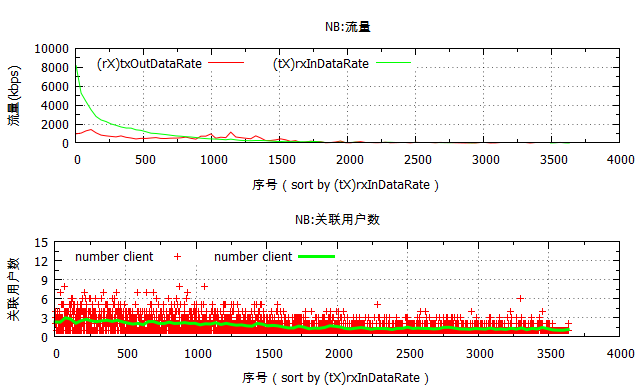 NB:流量
(rX)txOutDataRate (tX)rxInDataRate
流量(kbps)
10000
8000
6000
4000
2000
0
0 500 1000 1500 2000 2500 3000 3500 4000
序号 ( sort by (tX)rxInDataRate )
NB:关联用户数
number client number client
关联用户数
15
12
9
6
3
0
0 500 1000 1500 2000 2500 3000 3500 4000
序号 ( sort by (tX)rxInDataRate )